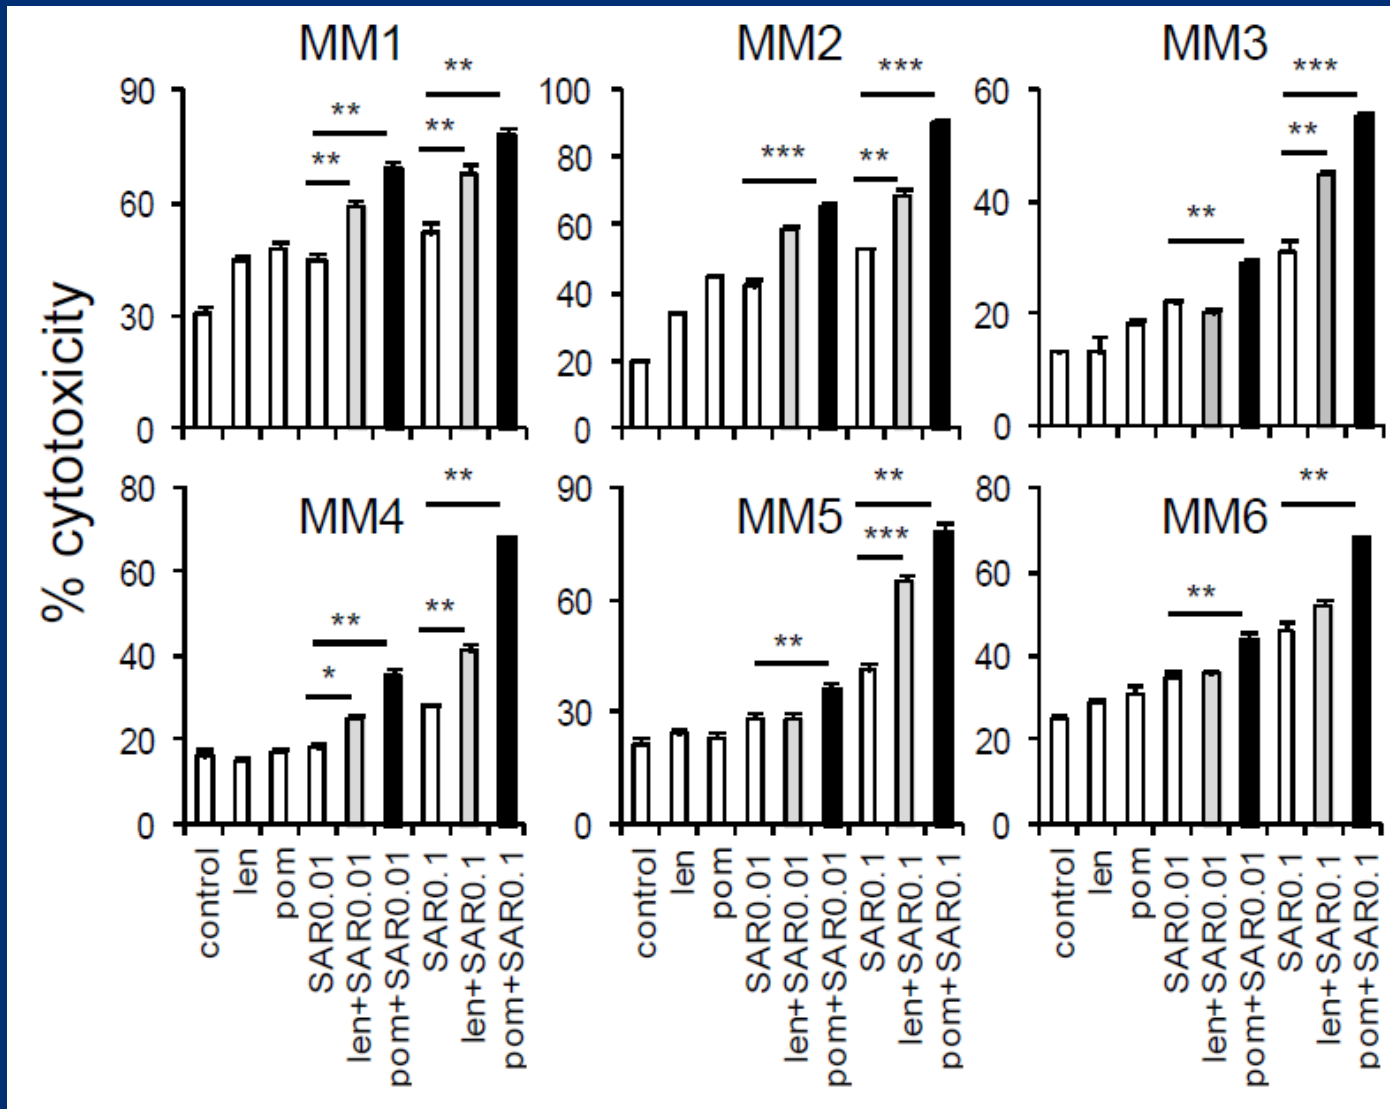 MM1
MM2
MM3
% cytotoxicity
90
60
30
0
**
**
**
**
100
80
60
40
20
0
***
**
***
60
40
20
0
**
**
***
MM4
MM5
MM6
80
60
40
20
0
*
**
**
**
90
60
30
0
**
***
**
80
60
40
20
0
**
**
control
len
pom
SAR0.01
len+SAR0.01
pom+SAR0.01
SAR0.1
len+SAR0.1
pom+SAR0.1
control
len
pom
SAR0.01
len+SAR0.01
pom+SAR0.01
SAR0.1
len+SAR0.1
pom+SAR0.1
control
len
pom
SAR0.01
len+SAR0.01
pom+SAR0.01
SAR0.1
len+SAR0.1
pom+SAR0.1